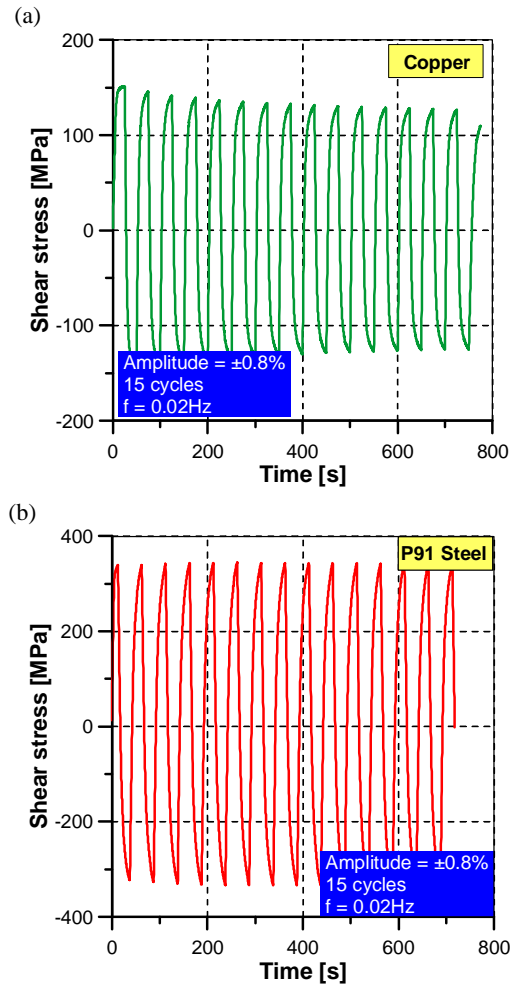 (a)
200
100
0
-100
-200
Shear stress [MPa]
Copper
Amplitude = ±0.8%
15 cycles
f = 0.02Hz
0 200 400 600 800
Time [s]
(b)
400
200
0
-200
-400
Shear stress [MPa]
P91 Steel
Amplitude = ±0.8%
15 cycles
f = 0.02Hz
0 200 400 600 800
Time [s]